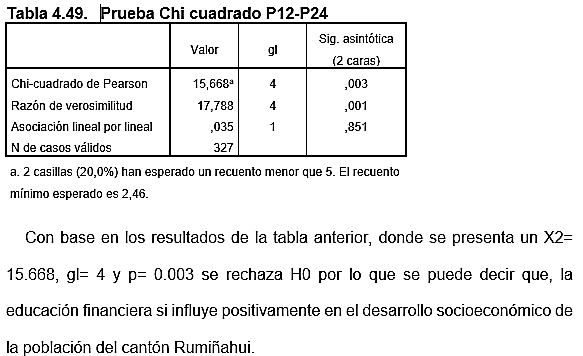 Tabla 4.49. Prueba Chi cuadrado P12-P24
Valor gl Sig. asintótica (2 caras)
Chi-cuadrado de Pearson 15,668a 4 ,003
Razón de verosimilitud 17,788 4 ,001
Asociación lineal por lineal ,035 1 ,851
N de casos válidos 327
a. 2 casillas (20,0%) han esperado un recuento menor que 5. El recuento
mínimo esperado es 2,46.
Con base en los resultados de la tabla anterior, donde se presenta un X2=
15.668, gl= 4 y p= 0.003 se rechaza H0 por lo que se puede decir que, la
educación financiera si influye positivamente en el desarrollo socioeconómico de
la población del cantón Rumiñahui.